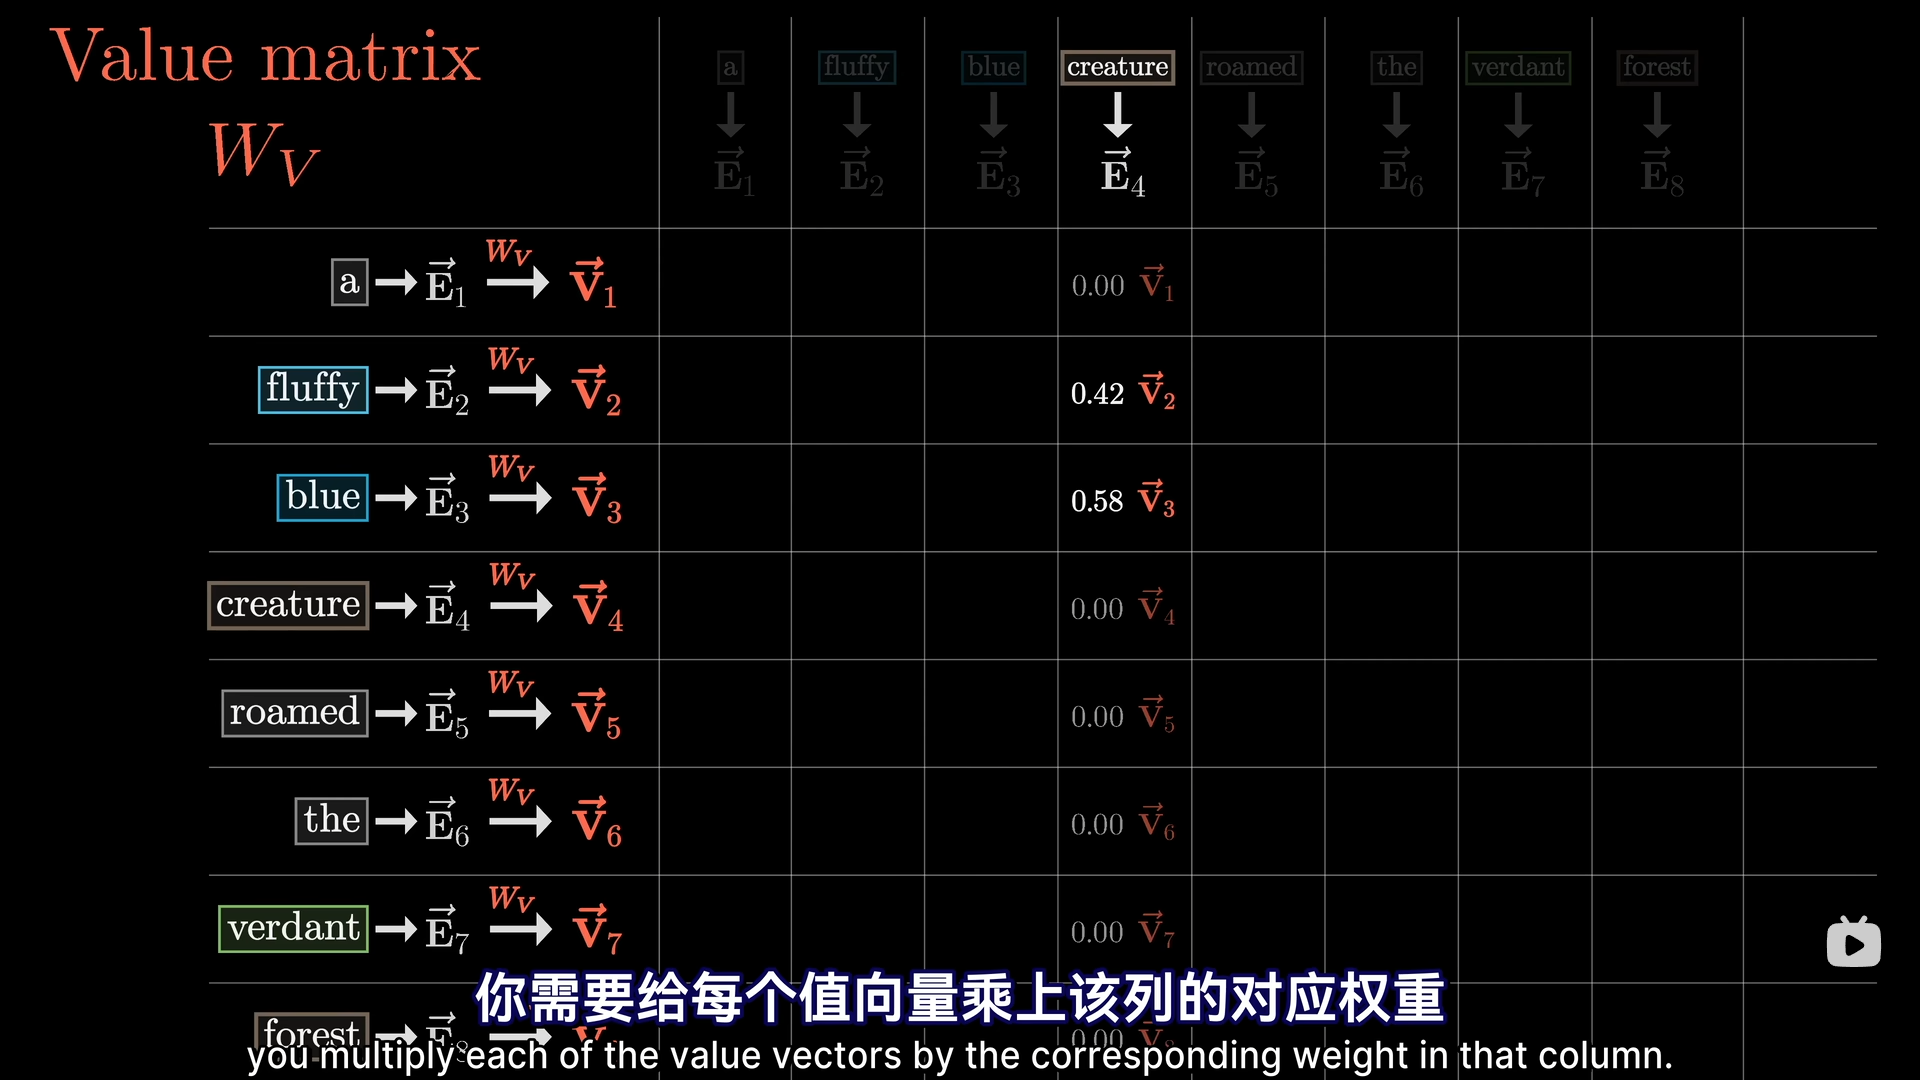 Value matrix
W_V
a fluffy blue creature roamed the verdant forest
E⃗₁ E⃗₂ E⃗₃ E⃗₄ E⃗₅ E⃗₆ E⃗₇ E⃗₈
a → E⃗₁ W_V → V⃗₁ 0.00 V⃗₁
fluffy → E⃗₂ W_V → V⃗₂ 0.42 V⃗₂
blue → E⃗₃ W_V → V⃗₃ 0.58 V⃗₃
creature → E⃗₄ W_V → V⃗₄ 0.00 V⃗₄
roamed → E⃗₅ W_V → V⃗₅ 0.00 V⃗₅
the → E⃗₆ W_V → V⃗₆ 0.00 V⃗₆
verdant → E⃗₇ W_V → V⃗₇ 0.00 V⃗₇
你需要给每个值向量乘上该列的对应权重
forest → E⃗₈ → 0.00 V⃗₈
you multiply each of the value vectors by the corresponding weight in that column.